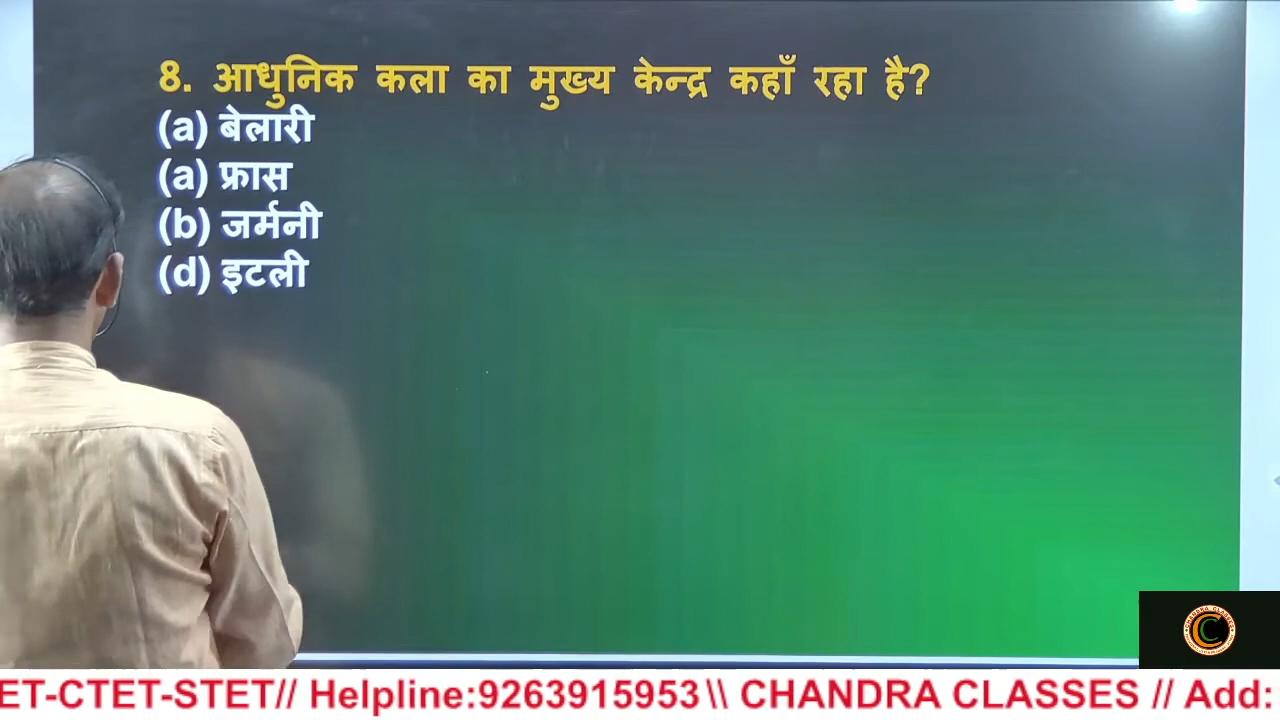 8. आधुनिक कला का मुख्य केन्द्र कहाँ रहा है?
(a) बेलारी
(a) फ्रास
(b) जर्मनी
(d) इटली
ET-CTET-STET// Helpline:9263915953 \\ CHANDRA CLASSES // Add: